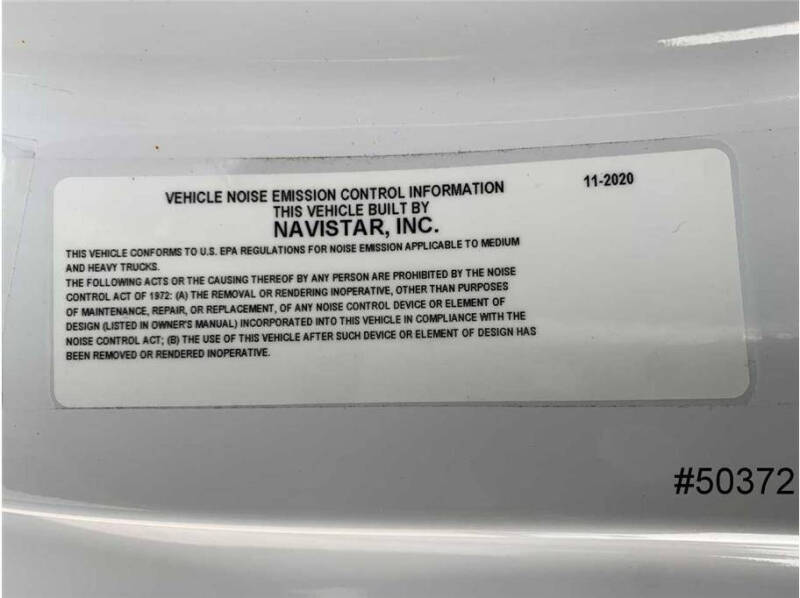 VEHICLE NOISE EMISSION CONTROL INFORMATION 11-2020
THIS VEHICLE BUILT BY
NAVISTAR, INC.
THIS VEHICLE CONFORMS TO U.S. EPA REGULATIONS FOR NOISE EMISSION APPLICABLE TO MEDIUM
AND HEAVY TRUCKS.
THE FOLLOWING ACTS OR THE CAUSING THEREOF BY ANY PERSON ARE PROHIBITED BY THE NOISE
CONTROL ACT OF 1972: (A) THE REMOVAL OR RENDERING INOPERATIVE, OTHER THAN PURPOSES
OF MAINTENANCE, REPAIR, OR REPLACEMENT, OF ANY NOISE CONTROL DEVICE OR ELEMENT OF
DESIGN (LISTED IN OWNER'S MANUAL) INCORPORATED INTO THIS VEHICLE IN COMPLIANCE WITH THE
NOISE CONTROL ACT; (B) THE USE OF THIS VEHICLE AFTER SUCH DEVICE OR ELEMENT OF DESIGN HAS
BEEN REMOVED OR RENDERED INOPERATIVE.
#50372